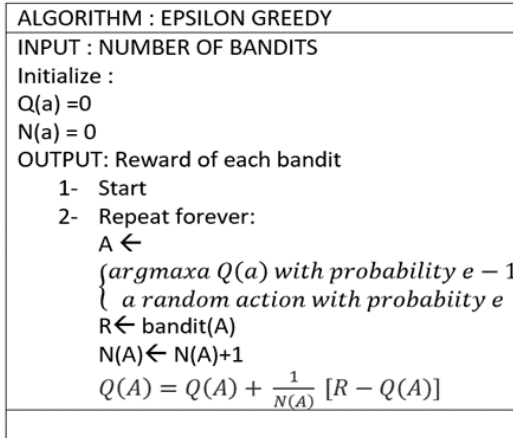 ALGORITHM : EPSILON GREEDY
INPUT : NUMBER OF BANDITS
Initialize :
Q(a) =0
N(a) = 0
OUTPUT: Reward of each bandit
1- Start
2- Repeat forever:
A ←
{argmaxa Q(a) with probability e − 1
a random action with probabiity e
R← bandit(A)
N(A)← N(A)+1
Q(A) = Q(A) + 1/N(A) [R − Q(A)]